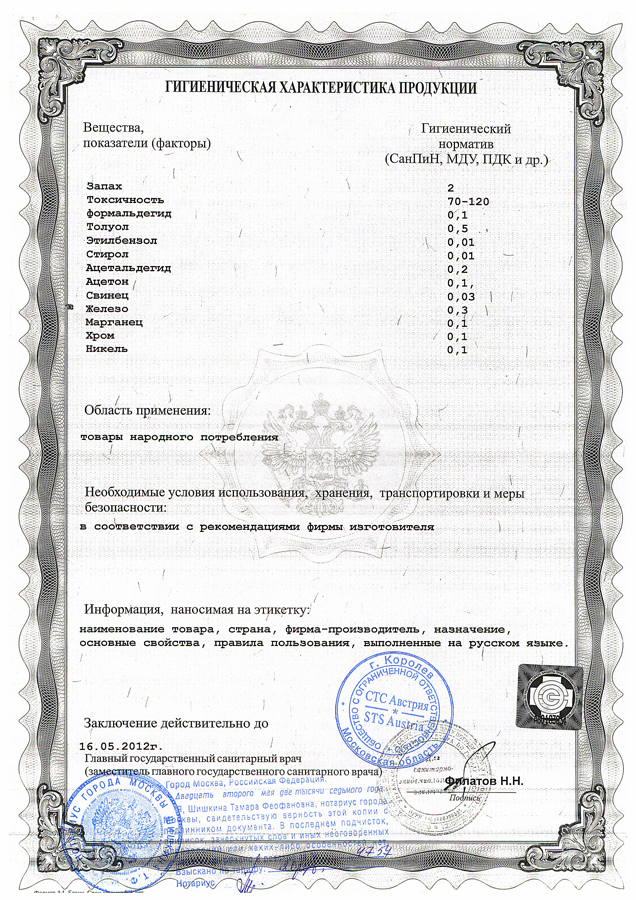 ГИГИЕНИЧЕСКАЯ ХАРАКТЕРИСТИКА ПРОДУКЦИИ
Вещества, Гигиенический
показатели (факторы) норматив
(СанПиН, МДУ, ПДК и др.)
Запах 2
Токсичность 70-120
формальдегид 0,1
Толуол 0,5
Этилбензол 0,01
Стирол 0,01
Ацетальдегид 0,2
Ацетон 0,1,
Свинец 0,03
Железо 0,3
Марганец 0,1
Хром 0,1
Никель 0,1
Область применения:
товары народного потребления
Необходимые условия использования, хранения, транспортировки и меры
безопасности:
в соответствии с рекомендациями фирмы изготовителя
Информация, наносимая на этикетку:
наименование товара, страна, фирма-производитель, назначение,
основные свойства, правила пользования, выполненные на русском языке.
г. Королев
ОБЩЕСТВО С ОГРАНИЧЕННОЙ ОТВЕТСТВЕННОСТЬЮ
СТС Австрия
*
STS Austria
Московская область
Заключение действительно до
16.05.2012г.
Главный государственный санитарный врач
(заместитель главного государственного санитарного врача)
Филатов Н.Н.
Подпись
Город Москва, Российская Федерация.
Двадцать второго мая две тысячи седьмого года
Я, Шишкина Тамара Феофановна, нотариус города
Москвы, свидетельствую верность этой копии с
подлинником документа. В последнем подчисток,
приписок, зачеркнутых слов и иных неоговоренных
Взыскано по тарифу:
Нотариус
НОТАРИУС ГОРОДА МОСКВЫ